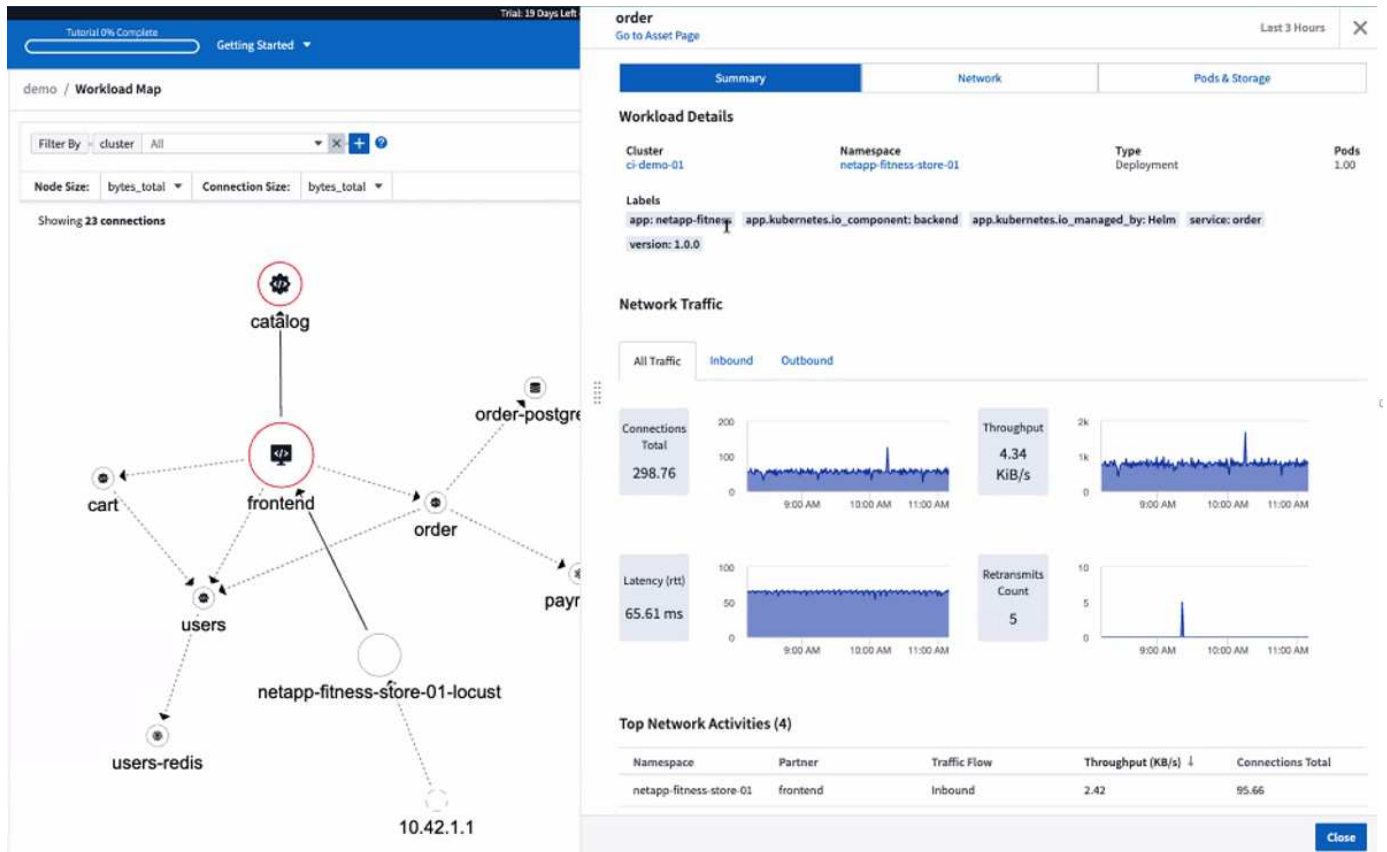 Trial: 19 Days Left
Tutorial 0% Complete
Getting Started
demo / Workload Map
Filter By cluster All
Node Size: bytes_total Connection Size: bytes_total
Showing 23 connections
catalog
order-postgre
frontend
cart
order
payr
users
netapp-fitness-store-01-locust
users-redis
10.42.1.1
order
Go to Asset Page
Last 3 Hours
Summary Network Pods & Storage
Workload Details
Cluster Namespace Type Pods
ci-demo-01 netapp-fitness-store-01 Deployment 1.00
Labels
app: netapp-fitness app.kubernetes.io_component: backend app.kubernetes.io_managed_by: Helm service: order
version: 1.0.0
Network Traffic
All Traffic Inbound Outbound
Connections Total
298.76
200
100
0
9:00 AM 10:00 AM 11:00 AM
Throughput
4.34 KiB/s
2k
1k
0
9:00 AM 10:00 AM 11:00 AM
Latency (rtt)
65.61 ms
100
50
0
9:00 AM 10:00 AM 11:00 AM
Retransmits Count
5
10
5
0
9:00 AM 10:00 AM 11:00 AM
Top Network Activities (4)
Namespace Partner Traffic Flow Throughput (KB/s) ↓ Connections Total
netapp-fitness-store-01 frontend Inbound 2.42 95.66
Close